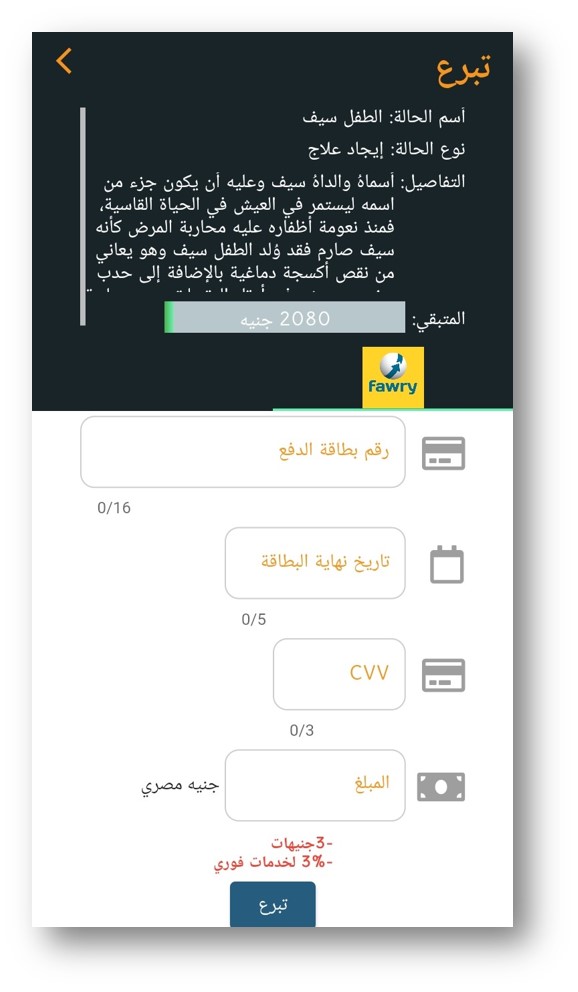 تبرع
أسم الحالة: الطفل سيف
نوع الحالة: إيجاد علاج
التفاصيل: أسماهُ والداهُ سيف وعليه أن يكون جزء من
اسمه ليستمر في العيش في الحياة القاسية،
فمنذ نعومة أظفاره عليه محاربة المرض كأنه
سيف صارم فقد وُلد الطفل سيف وهو يعاني
من نقص أكسجة دماغية بالإضافة إلى حدب
المتبقي: 2080 جنيه
fawry
رقم بطاقة الدفع
0/16
تاريخ نهاية البطاقة
0/5
CVV
0/3
المبلغ
جنيه مصري
-3جنيهات
-3% لخدمات فوري
تبرع